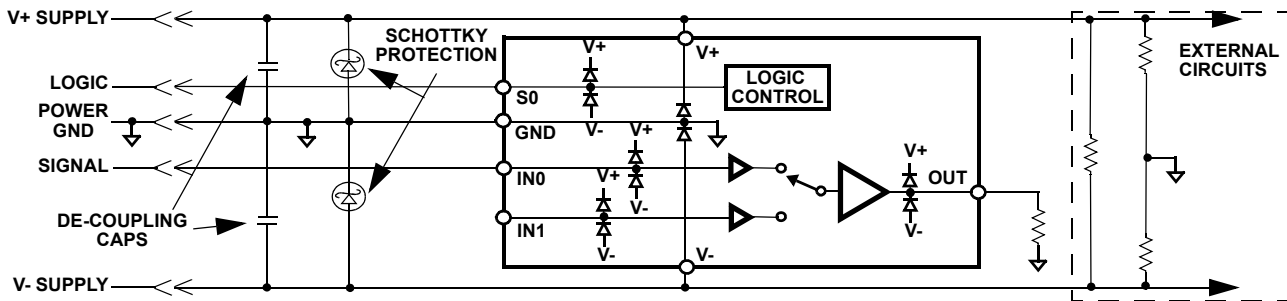 V+ SUPPLY
LOGIC
POWER
GND
SIGNAL
DE-COUPLING
CAPS
V- SUPPLY
SCHOTTKY
PROTECTION
V+
V+
S0
V-
LOGIC
CONTROL
GND
V+
IN0
V-
V+
IN1
V-
V+
OUT
V-
V-
EXTERNAL
CIRCUITS